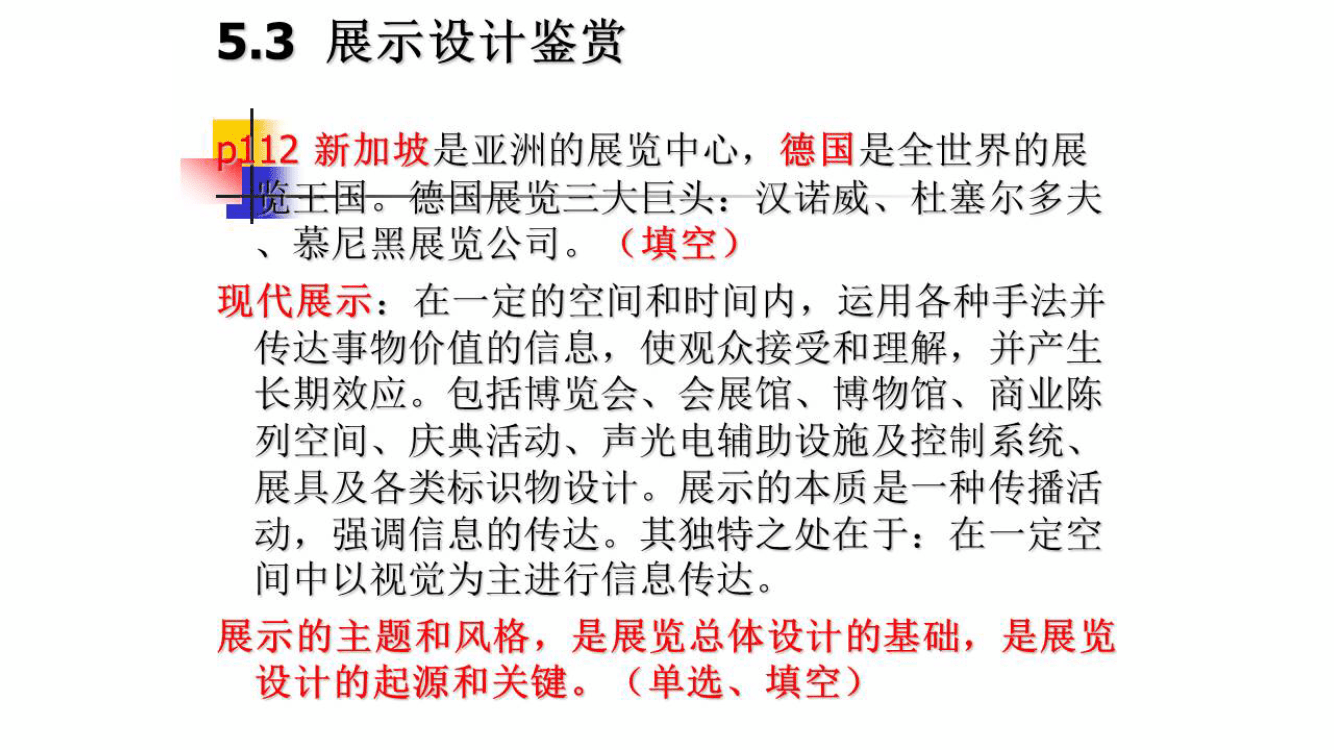 5.3 展示设计鉴赏
p112 新加坡是亚洲的展览中心，德国是全世界的展
览王国。德国展览三大巨头：汉诺威、杜塞尔多夫
、慕尼黑展览公司。（填空）
现代展示：在一定的空间和时间内，运用各种手法并
传达事物价值的信息，使观众接受和理解，并产生
长期效应。包括博览会、会展馆、博物馆、商业陈
列空间、庆典活动、声光电辅助设施及控制系统、
展具及各类标识物设计。展示的本质是一种传播活
动，强调信息的传达。其独特之处在于：在一定空
间中以视觉为主进行信息传达。
展示的主题和风格，是展览总体设计的基础，是展览
设计的起源和关键。（单选、填空）